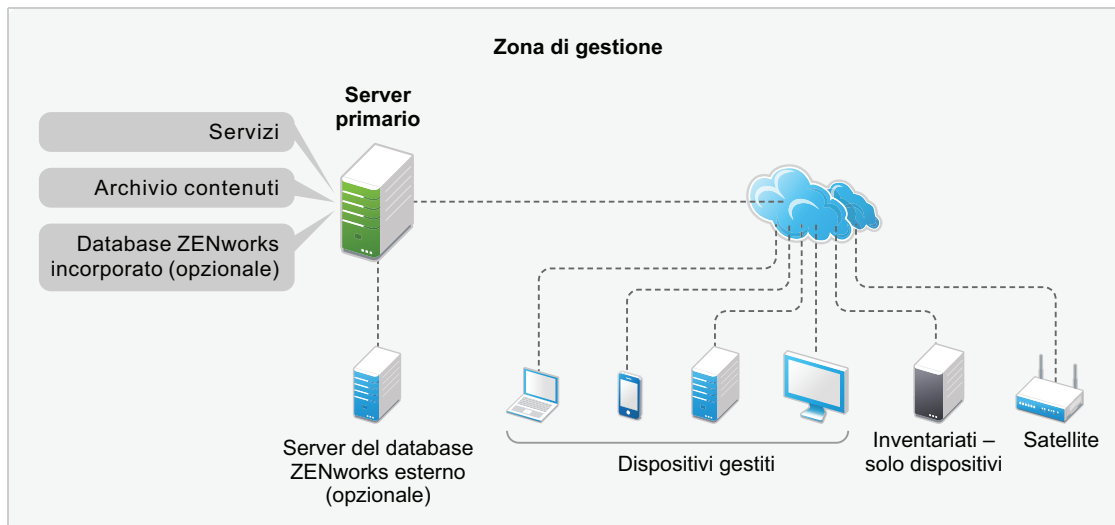 Zona di gestione
Server
primario
Servizi
Archivio contenuti
Database ZENworks
incorporato (opzionale)
Server del database
ZENworks esterno
(opzionale)
Dispositivi gestiti
Inventariati –
solo dispositivi
Satellite